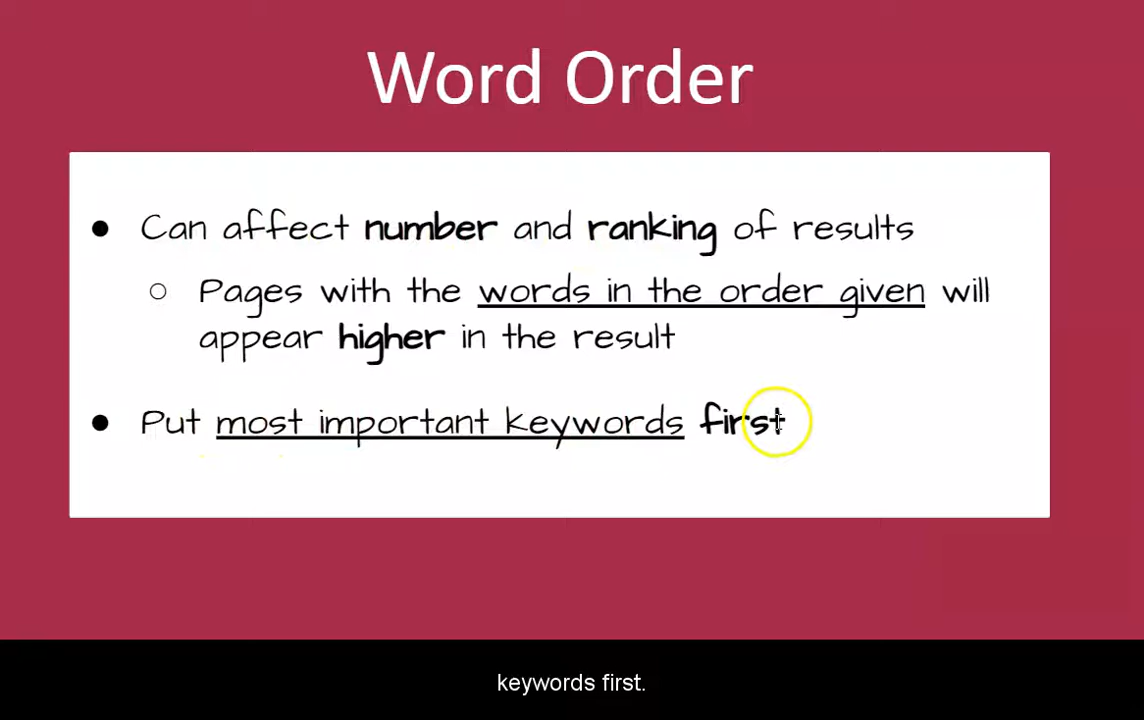 Word Order
● Can affect number and ranking of results
○ Pages with the words in the order given will
appear higher in the result
● Put most important keywords first
keywords first.